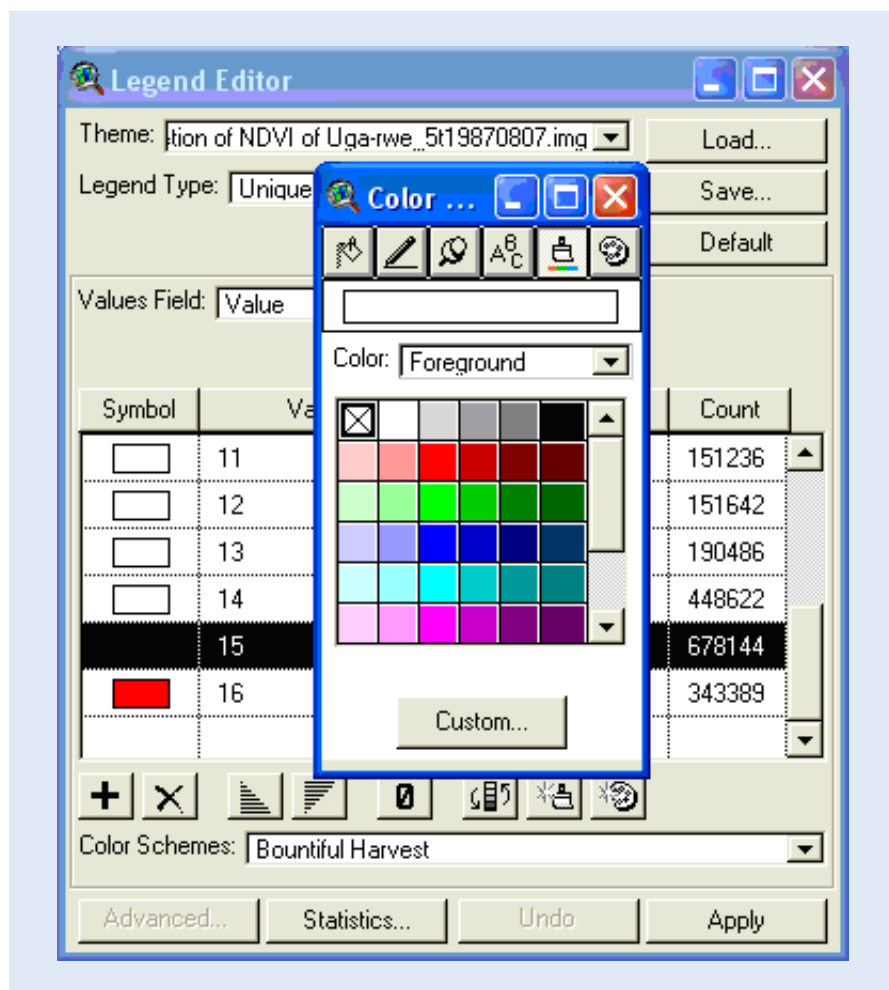 Legend Editor
Theme: tion of NDVI of Uga-rwe_5t19870807.img
Load...
Legend Type: Unique
Save...
Default
Color ...
A B C
Values Field: Value
Color: Foreground
Symbol Va Count
11 151236
12 151642
13 190486
14 448622
15 678144
16 343389
Custom...
0
Color Schemes: Bountiful Harvest
Advanced... Statistics... Undo Apply